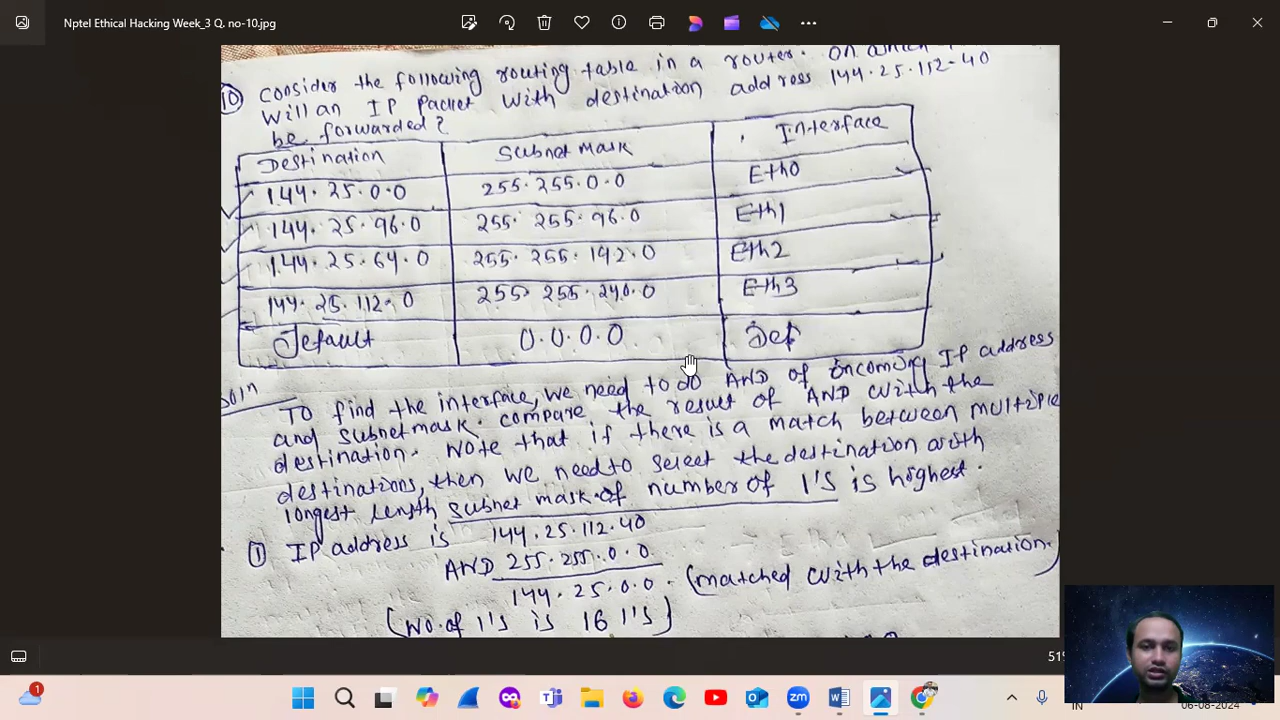 Nptel Ethical Hacking Week_3 Q. no-10.jpg
10 Consider the following routing table in a router. On which
Will an IP Packet With destination address 144.25.112.40
be forwarded?
Destination Subnet Mask Interface
144.25.0.0 255.255.0.0 Eth0
144.25.96.0 255.255.96.0 Eth1
144.25.64.0 255.255.192.0 Eth2
144.25.112.0 255.255.240.0 Eth3
Default 0.0.0.0 Def
Solⁿ
To find the interface, we need to do AND of incoming IP address
and subnetmask. compare the result of AND with the
destination. Note that if there is a match between multiple
destinations, then we need to select the destination with
longest length subnet mask of number of 1's is highest.
1 IP address is 144.25.112.40
AND 255.255.0.0
144.25.0.0. (matched with the destination.)
(No. of 1's is 16 1's)
51%
1
IN
06-08-2024